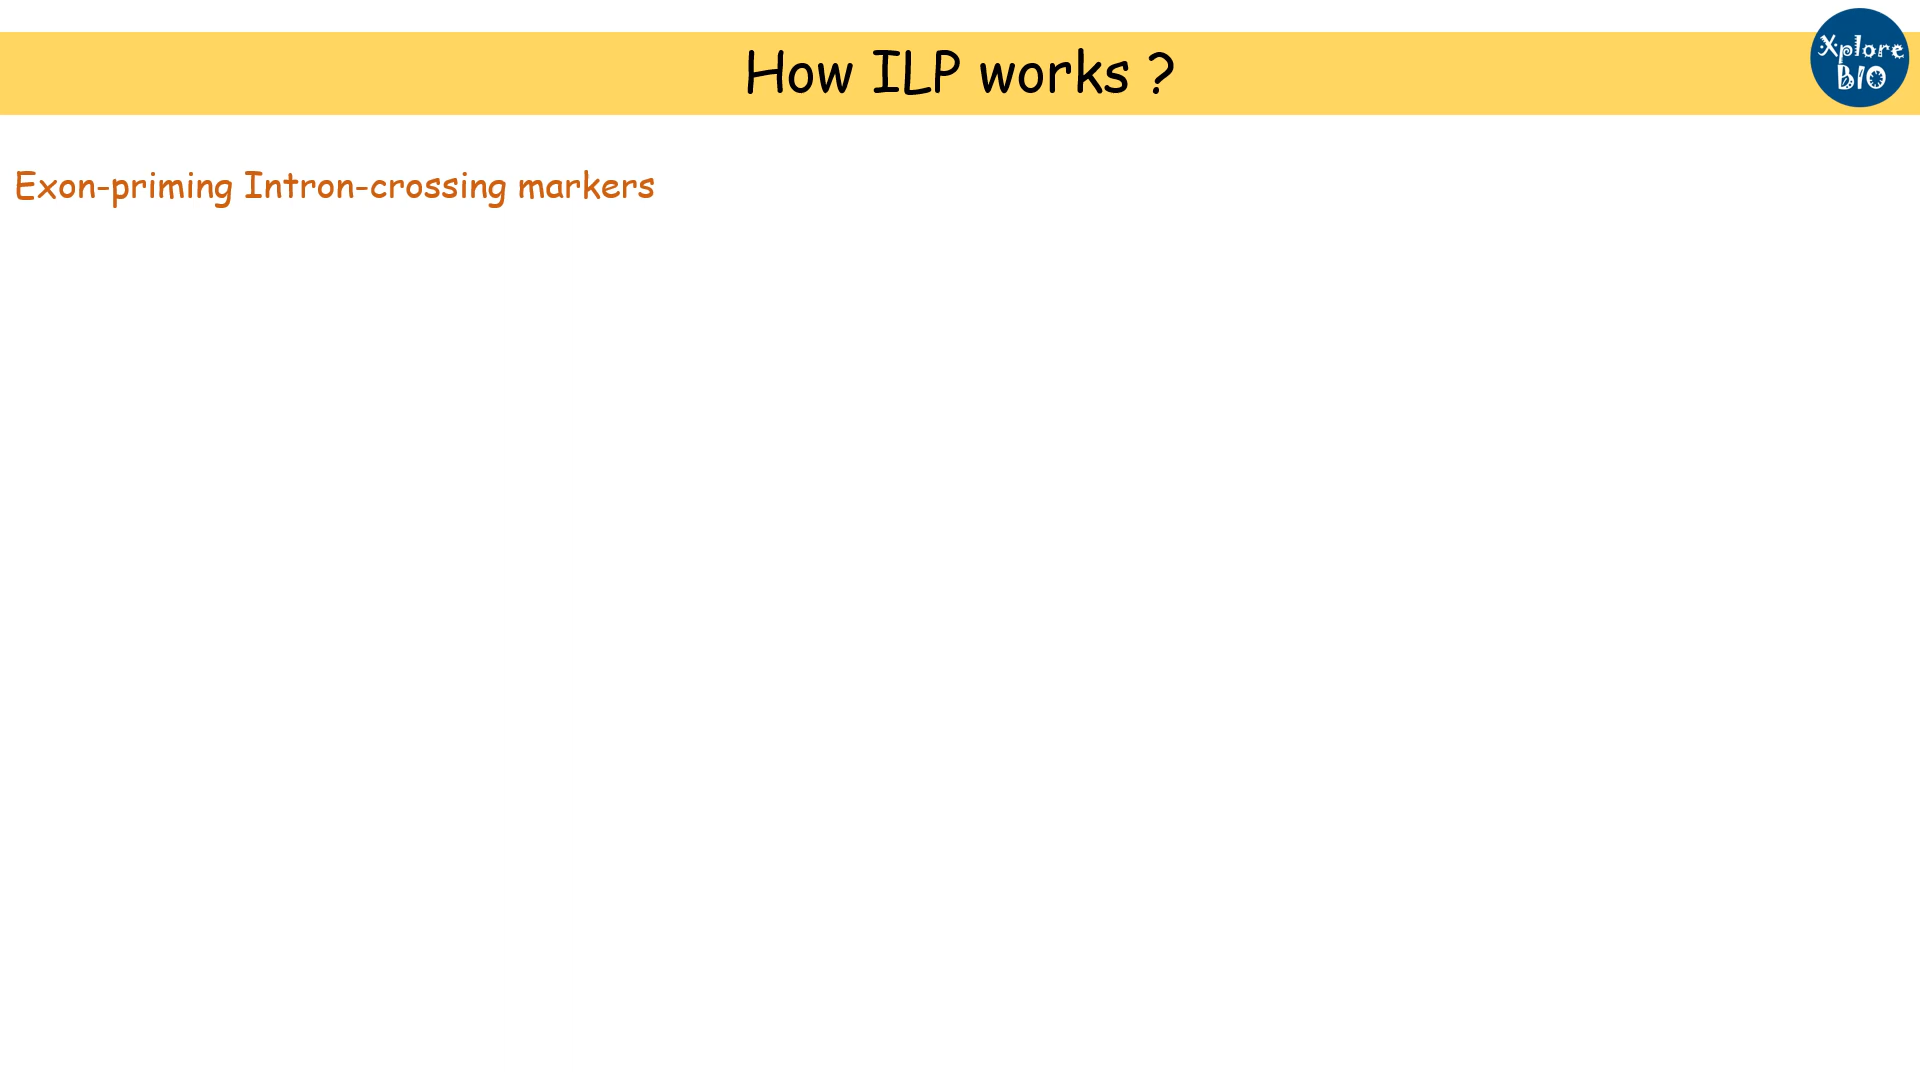 How ILP works ?
Xplore
BIO
Exon-priming Intron-crossing markers